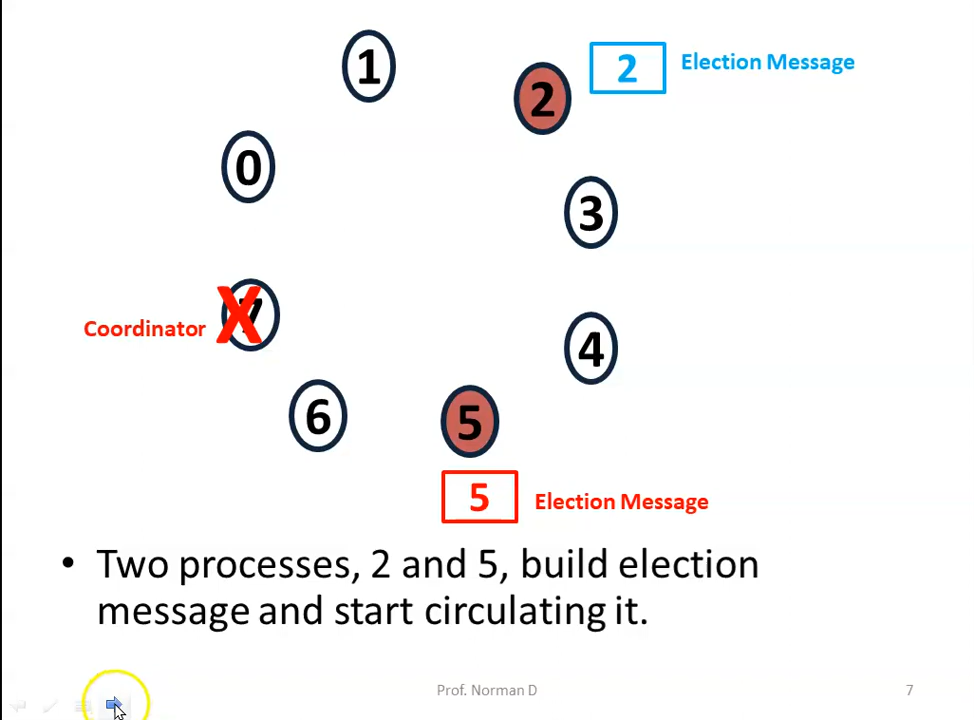 1
2
2
Election Message
0
3
Coordinator
X
7
4
6
5
5
Election Message
• Two processes, 2 and 5, build election
message and start circulating it.
Prof. Norman D
7